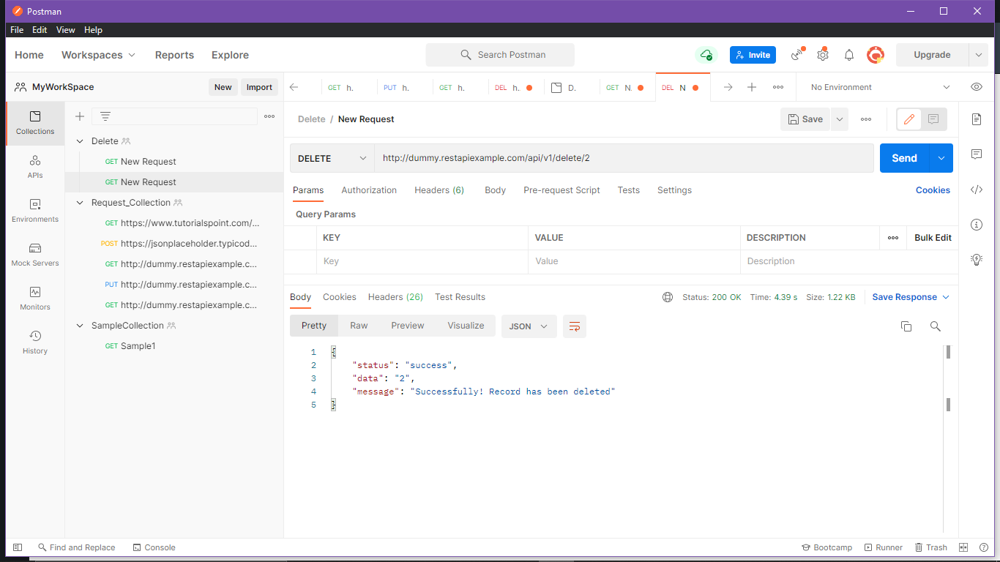 Postman
File Edit View Help
Home Workspaces Reports Explore Search Postman Invite Upgrade
MyWorkSpace New Import
GET h. PUT h. GET h. DEL h. D. GET N. DEL N No Environment
Collections
APIs
Environments
Mock Servers
Monitors
History
Delete
GET New Request
GET New Request
Request_Collection
GET https://www.tutorialspoint.com/...
POST https://jsonplaceholder.typicod...
GET http://dummy.restapiexample.c...
PUT http://dummy.restapiexample.c...
GET http://dummy.restapiexample.c...
SampleCollection
GET Sample1
Delete / New Request Save
DELETE http://dummy.restapiexample.com/api/v1/delete/2 Send
Params Authorization Headers (6) Body Pre-request Script Tests Settings Cookies
Query Params
KEY VALUE DESCRIPTION Bulk Edit
Key Value Description
Body Cookies Headers (26) Test Results Status: 200 OK Time: 4.39 s Size: 1.22 KB Save Response
Pretty Raw Preview Visualize JSON
1 {
2 "status": "success",
3 "data": "2",
4 "message": "Successfully! Record has been deleted"
5 }
Find and Replace Console Bootcamp Runner Trash